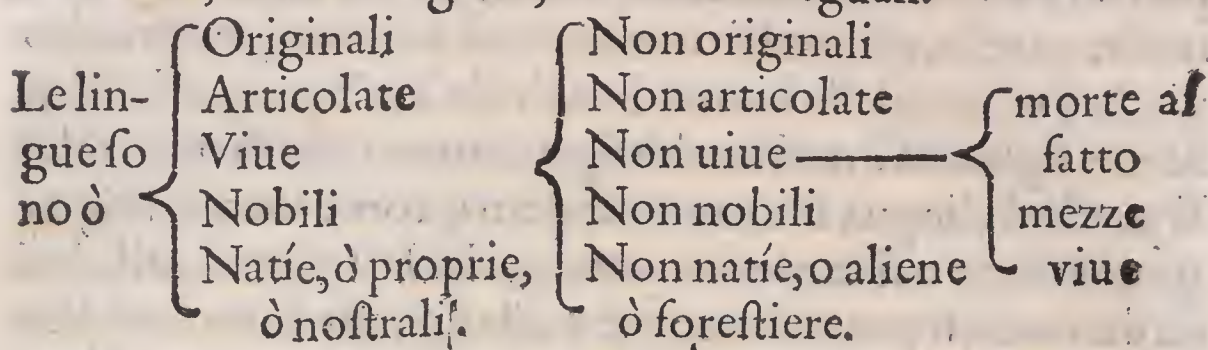 Le lin-
gue ſo
no ò
Originali
Articolate
Viue
Nobili
Natíe, ò proprie,
ò noſtrali.
Non originali
Non articolate
Non uiue
Non nobili
Non natíe, o aliene
ò foreſtiere.
morte al
fatto
mezze
viue